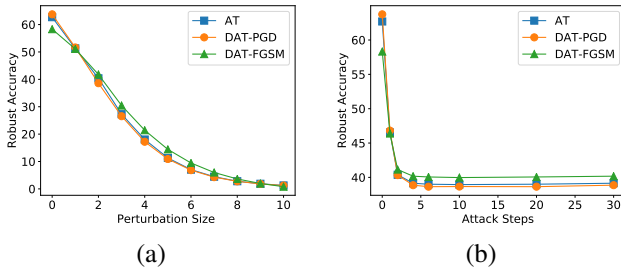 AT
DAT-PGD
DAT-FGSM
Robust Accuracy
60
50
40
30
20
10
0
0 2 4 6 8 10
Perturbation Size
(a)
AT
DAT-PGD
DAT-FGSM
Robust Accuracy
60
55
50
45
40
0 5 10 15 20 25 30
Attack Steps
(b)